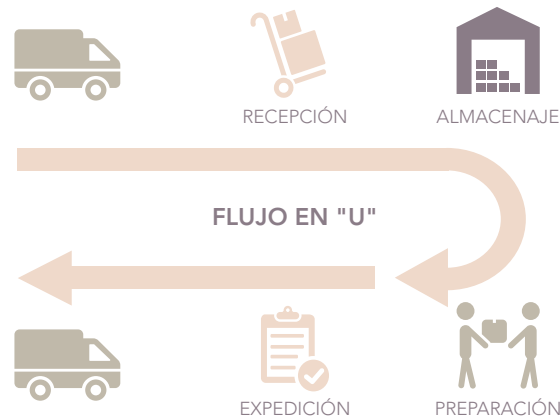 RECEPCIÓN
ALMACENAJE
FLUJO EN "U"
EXPEDICIÓN
PREPARACIÓN